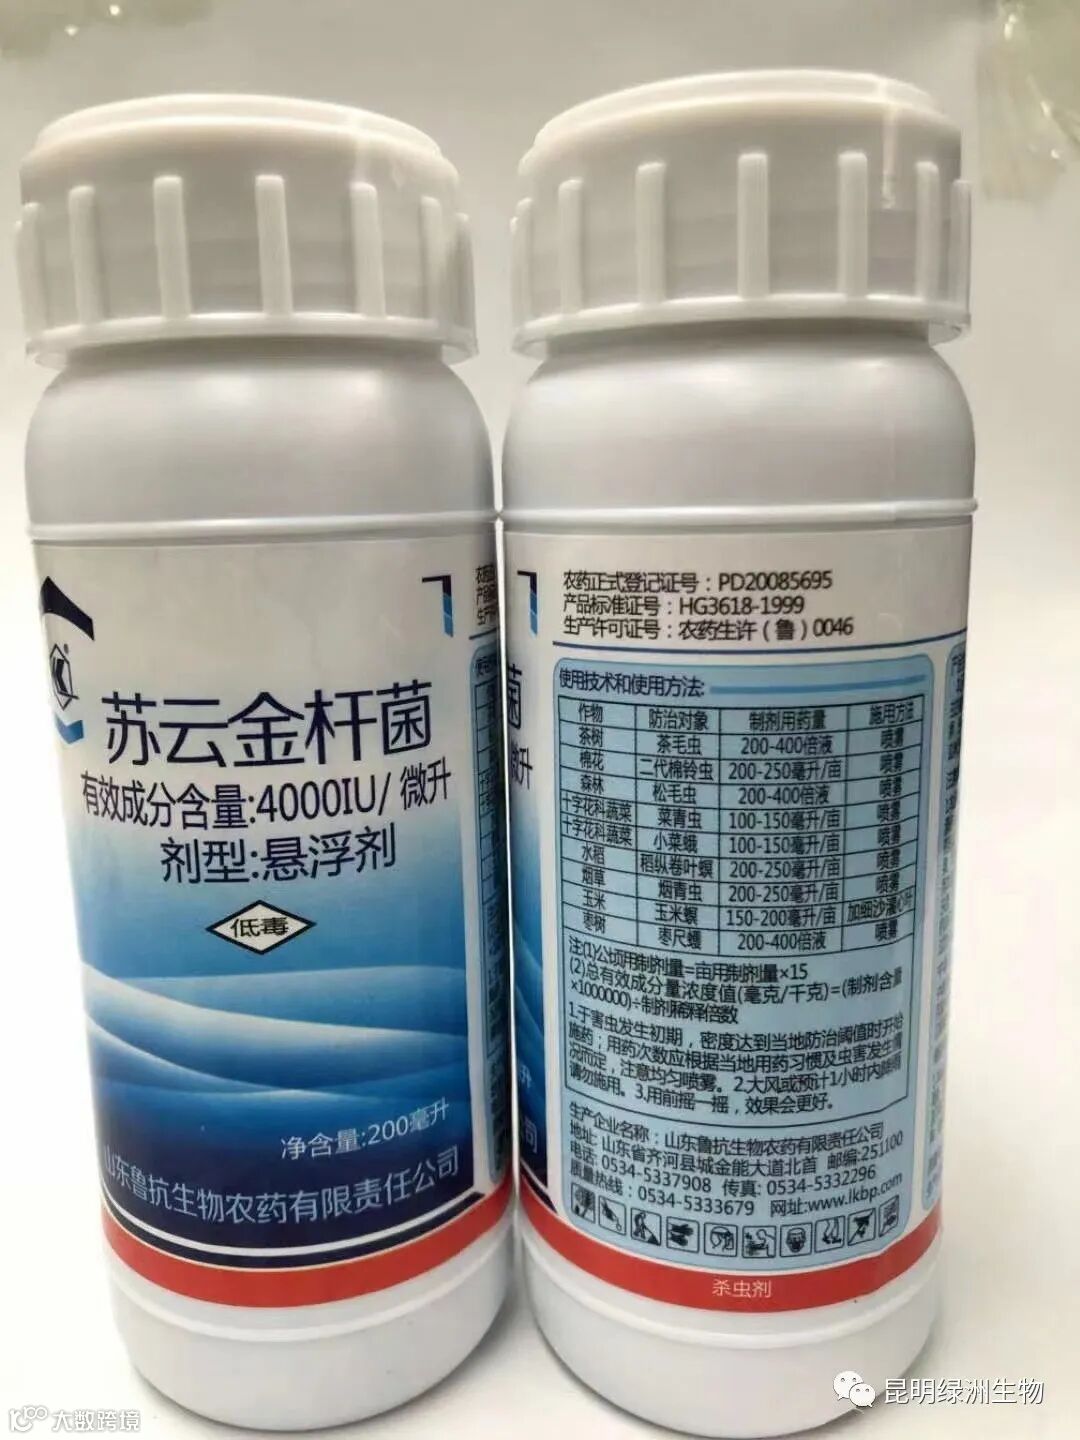 苏云金杆菌
有效成分含量:4000IU/微升
剂型:悬浮剂
低毒
净含量:200毫升
山东鲁抗生物农药有限责任公司
农药正式登记证号：PD20085695
产品标准证号：HG3618-1999
生产许可证号：农药生许（鲁）0046
使用技术和使用方法:
作物 防治对象 制剂用药量 施用方法
茶树 茶毛虫 200-400倍液 喷雾
棉花 二代棉铃虫 200-250毫升/亩 喷雾
森林 松毛虫 200-400倍液 喷雾
十字花科蔬菜 菜青虫 100-150毫升/亩 喷雾
十字花科蔬菜 小菜蛾 100-150毫升/亩 喷雾
水稻 稻纵卷叶螟 200-250毫升/亩 喷雾
烟草 烟青虫 200-250毫升/亩 喷雾
玉米 玉米螟 150-200毫升/亩 加细沙灌心叶
枣树 枣尺蠖 200-400倍液 喷雾
注:(1)公顷用制剂量=亩用制剂量×15
(2)总有效成分量浓度值(毫克/千克)=(制剂含量
×1000000)÷制剂稀释倍数
1.于害虫发生初期，密度达到当地防治阈值时开始
施药；用药次数应根据当地用药习惯及虫害发生情
况而定，注意均匀喷雾。2.大风或预计1小时内降雨
请勿施用。3.用前摇一摇，效果会更好。
生产企业名称：山东鲁抗生物农药有限责任公司
地址: 山东省齐河县城金能大道北首 邮编:251100
电话: 0534-5337908 传真: 0534-5332296
质量热线：0534-5333679 网址:www.lkbp.com
杀虫剂
昆明绿洲生物
大数跨境